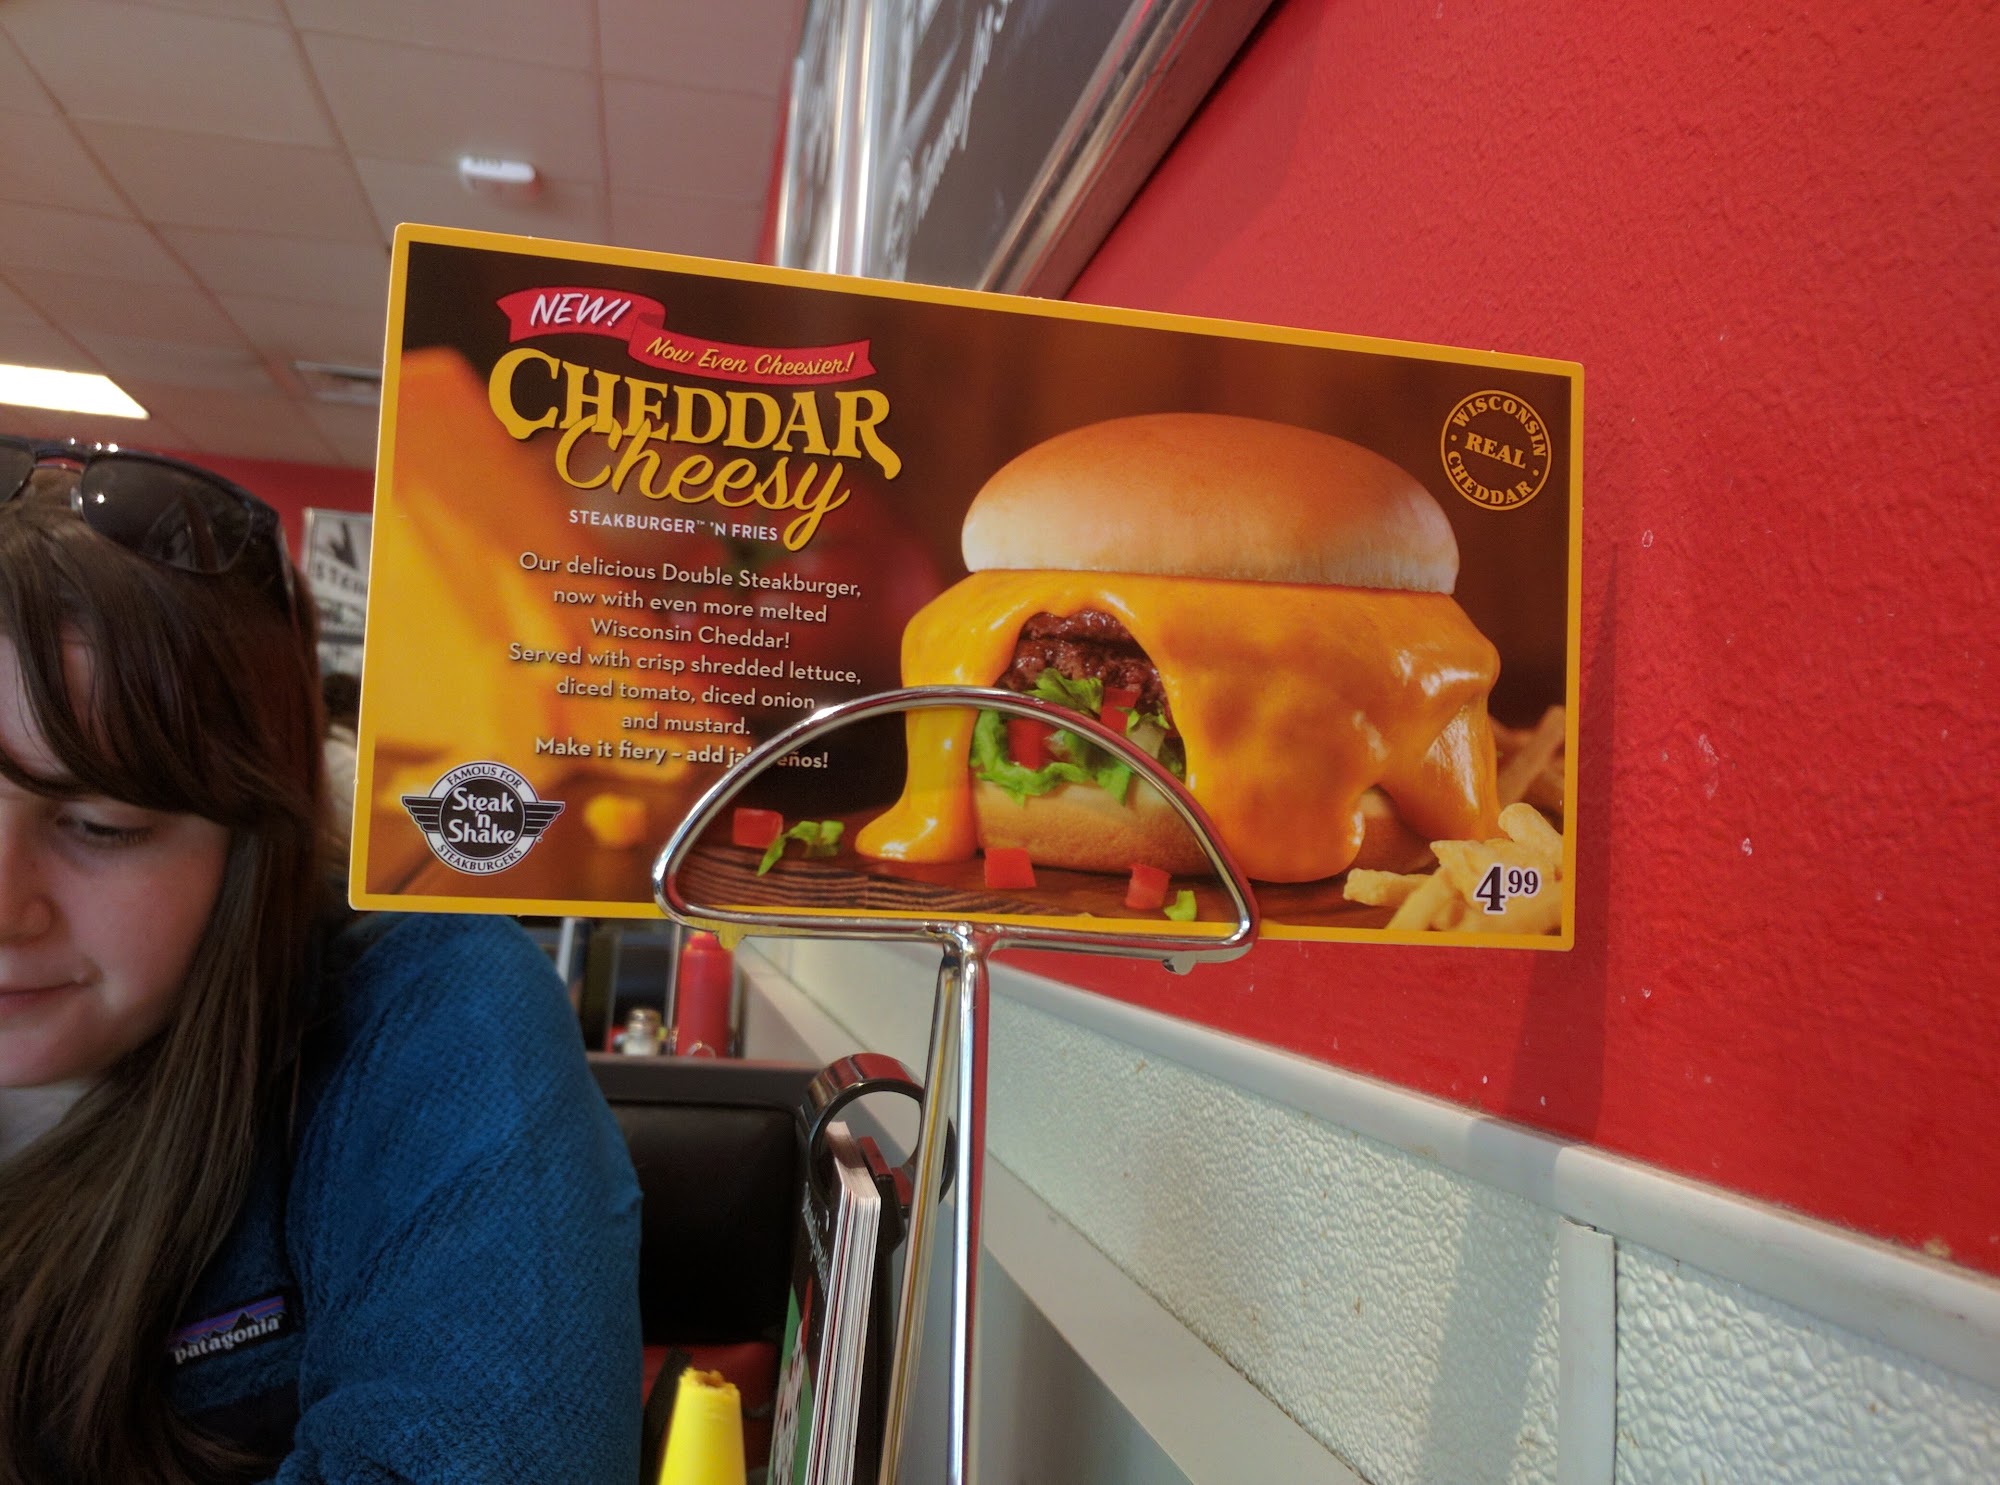 NEW!
Now Even Cheesier!
CHEDDAR
Cheesy
STEAKBURGER™ 'N FRIES
Our delicious Double Steakburger,
now with even more melted
Wisconsin Cheddar!
Served with crisp shredded lettuce,
diced tomato, diced onion
and mustard.
Make it fiery – add ja eños!
FAMOUS FOR
Steak
'n
Shake
STEAKBURGERS
WISCONSIN
REAL
CHEDDAR
4.99
patagonia